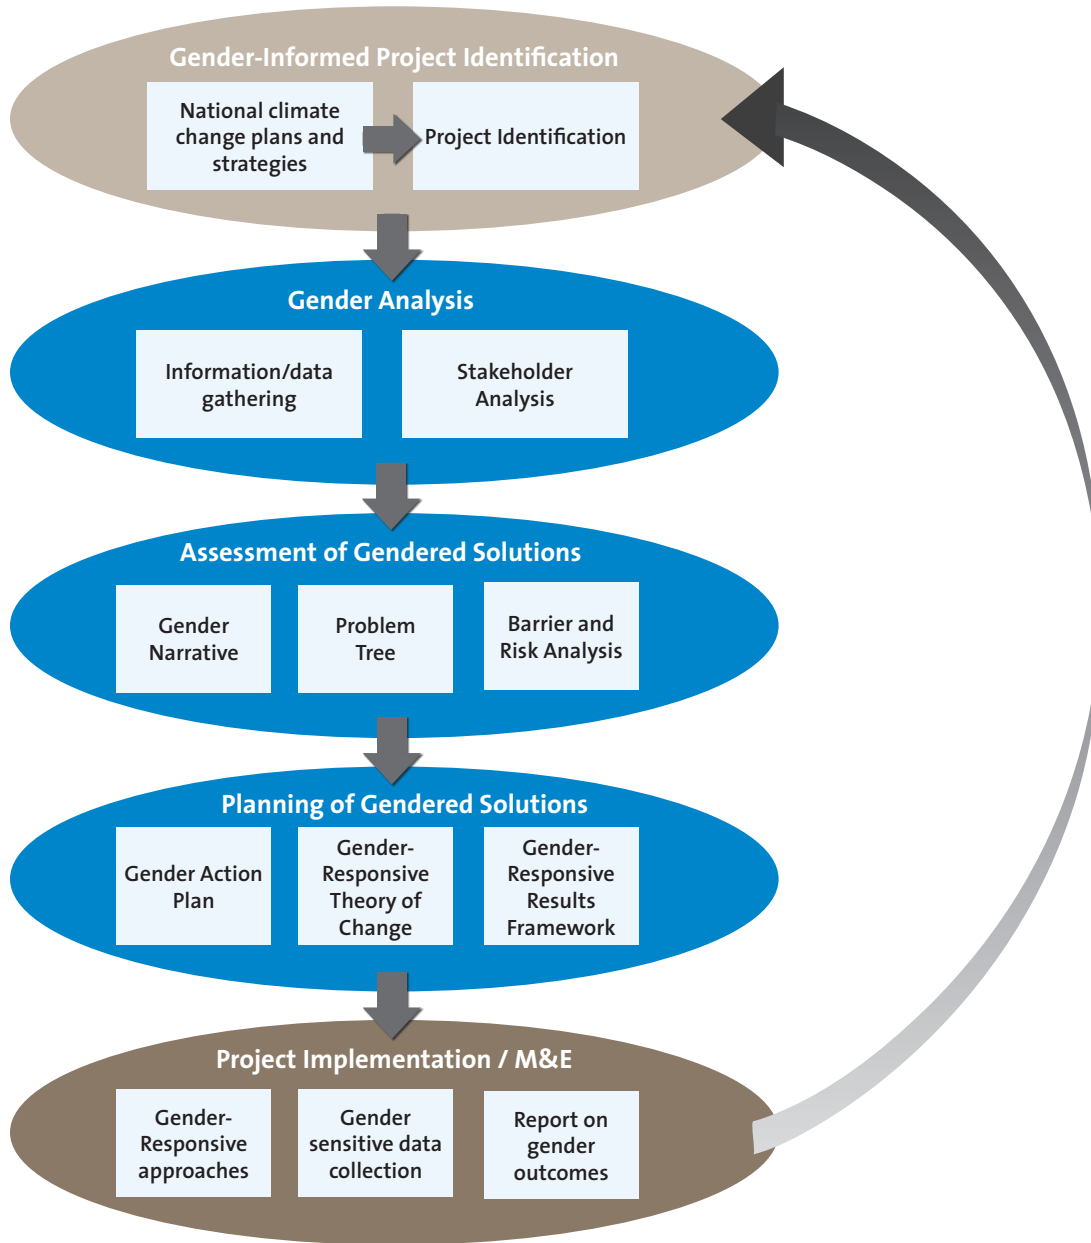 Gender-Informed Project Identification
National climate
change plans and
strategies
Project Identification
Gender Analysis
Information/data
gathering
Stakeholder
Analysis
Assessment of Gendered Solutions
Gender
Narrative
Problem
Tree
Barrier and
Risk Analysis
Planning of Gendered Solutions
Gender Action
Plan
Gender-
Responsive
Theory of
Change
Gender-
Responsive
Results
Framework
Project Implementation / M&E
Gender-
Responsive
approaches
Gender
sensitive data
collection
Report on
gender
outcomes